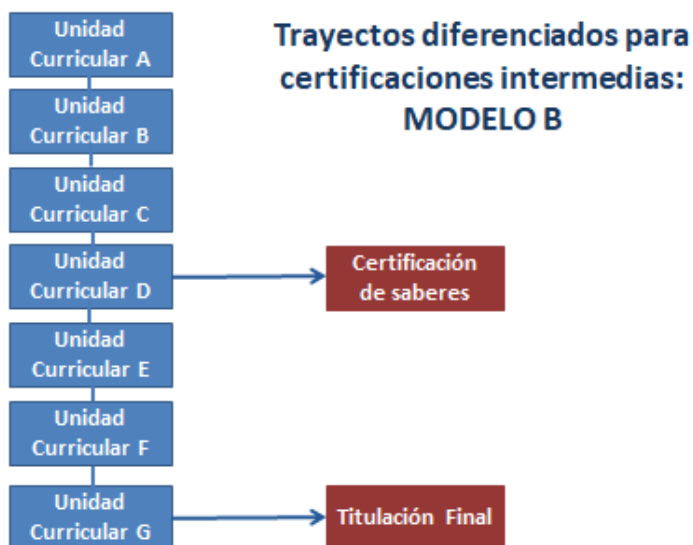 Unidad
Curricular A
Trayectos diferenciados para
certificaciones intermedias:
MODELO B
Unidad
Curricular B
Unidad
Curricular C
Unidad
Curricular D
Certificación
de saberes
Unidad
Curricular E
Unidad
Curricular F
Unidad
Curricular G
Titulación Final